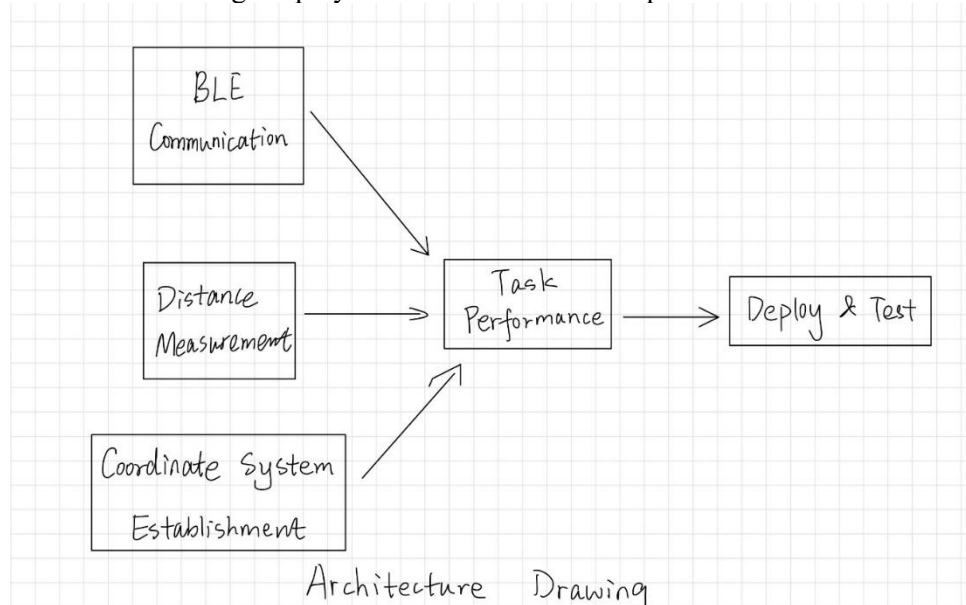 BLE
Communication
Distance
Measurement
Task
Performance
Deploy & Test
Coordinate System
Establishment
Architecture Drawing